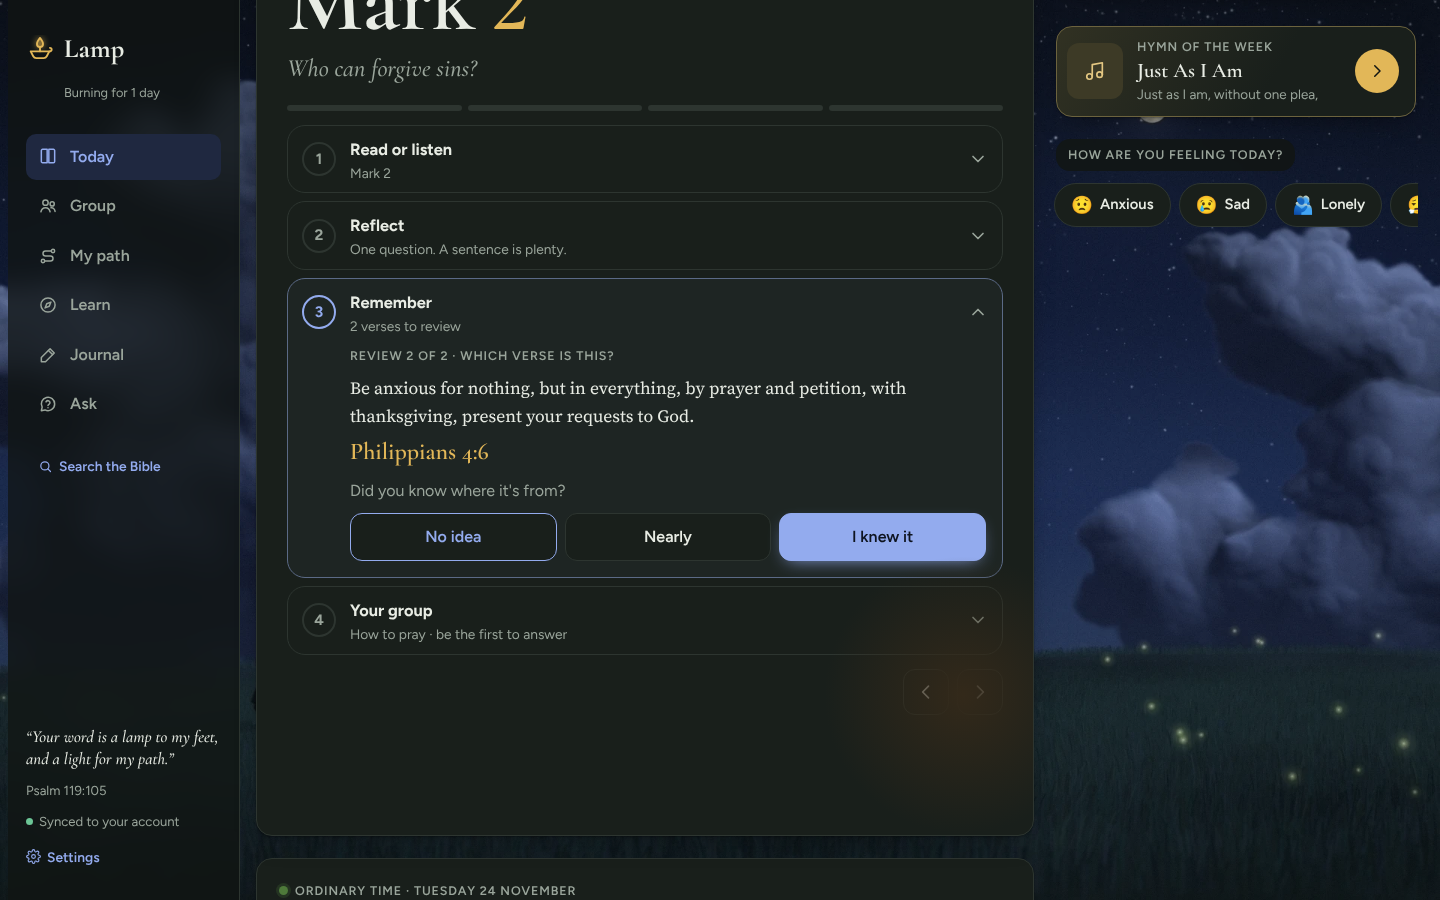 Lamp
Burning for 1 day
Today
Group
My path
Learn
Journal
Ask
Search the Bible
“Your word is a lamp to my feet,
and a light for my path.”
Psalm 119:105
Synced to your account
Settings
Mark 2
Who can forgive sins?
1
Read or listen
Mark 2
2
Reflect
One question. A sentence is plenty.
3
Remember
2 verses to review
REVIEW 2 OF 2 · WHICH VERSE IS THIS?
Be anxious for nothing, but in everything, by prayer and petition, with
thanksgiving, present your requests to God.
Philippians 4:6
Did you know where it's from?
No idea
Nearly
I knew it
4
Your group
How to pray · be the first to answer
ORDINARY TIME · TUESDAY 24 NOVEMBER
HYMN OF THE WEEK
Just As I Am
Just as I am, without one plea,
HOW ARE YOU FEELING TODAY?
Anxious
Sad
Lonely